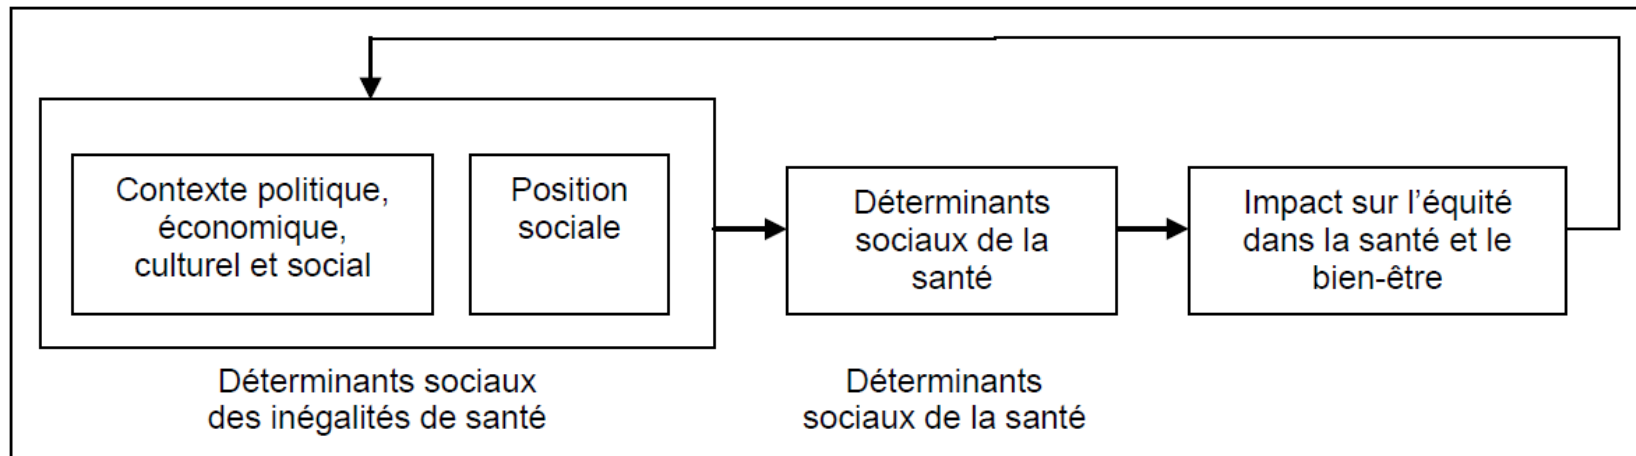 Contexte politique,
économique,
culturel et social
Position
sociale
Déterminants
sociaux de la
santé
Impact sur l’équité
dans la santé et le
bien-être
Déterminants sociaux
des inégalités de santé
Déterminants
sociaux de la santé